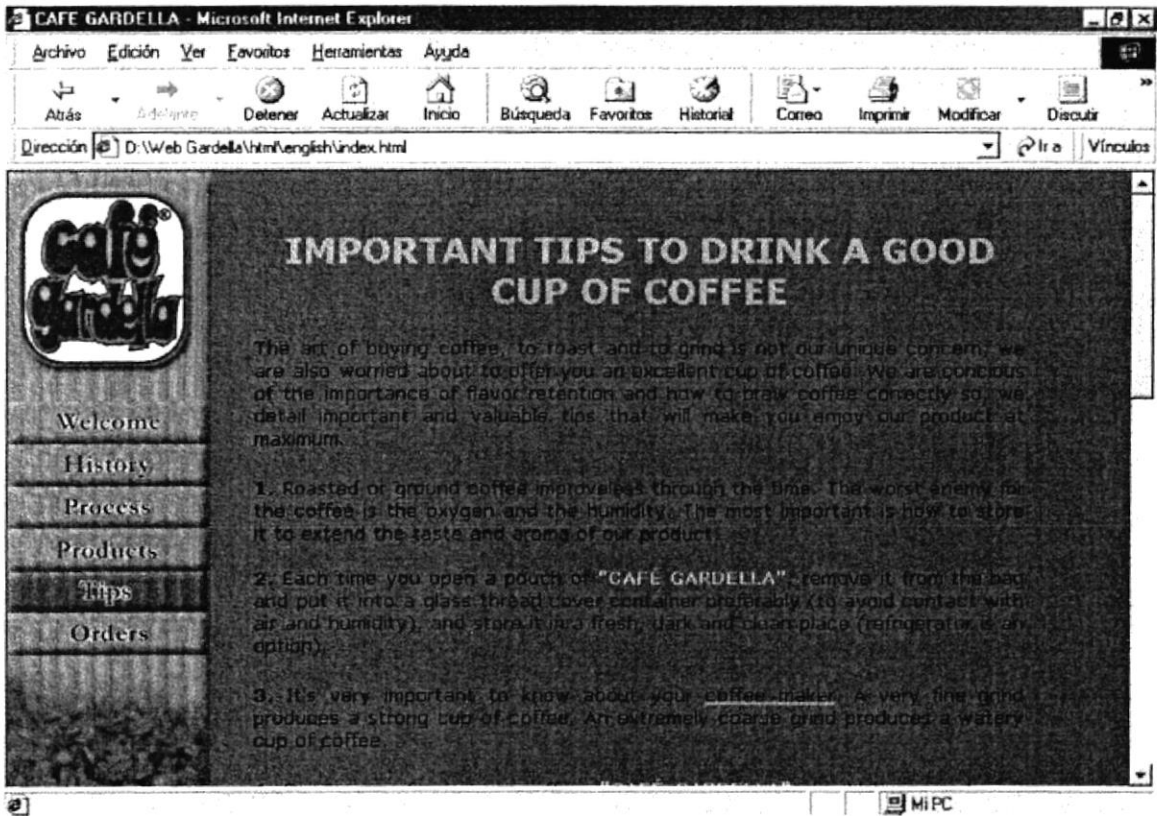 CAFE GARDELLA - Microsoft Internet Explorer
Archivo Edición Ver Favoritos Herramientas Ayuda
Atrás Adelante Detener Actualizar Inicio Búsqueda Favoritos Historial Correo Imprimir Modificar Discutir »
Dirección D:\Web Gardella\html\english\index.html Ir a Vínculos
café®
gardella
Welcome
History
Process
Products
Tips
Orders
IMPORTANT TIPS TO DRINK A GOOD
CUP OF COFFEE
The art of buying coffee, to roast and to grind is not our unique concern, we
are also worried about to offer you an excellent cup of coffee. We are concious
of the importance of flavor retention and how to braw coffee correctly so, we
detail important and valuable tips that will make you enjoy our product at
maximum.
1. Roasted or ground coffee improveless through the time. The worst enemy for
the coffee is the oxygen and the humidity. The most important is how to store
it to extend the taste and aroma of our product.
2. Each time you open a pouch of "CAFÉ GARDELLA", remove it from the bag
and put it into a glass thread cover container preferably (to avoid contact with
air and humidity), and store it in a fresh, dark and clean place (refrigerator is an
option).
3. It's very important to know about your coffee maker. A very fine grind
produces a strong cup of coffee. An extremely coarse grind produces a watery
cup of coffee.
"CAFÉ GARDELLA"
Mi PC